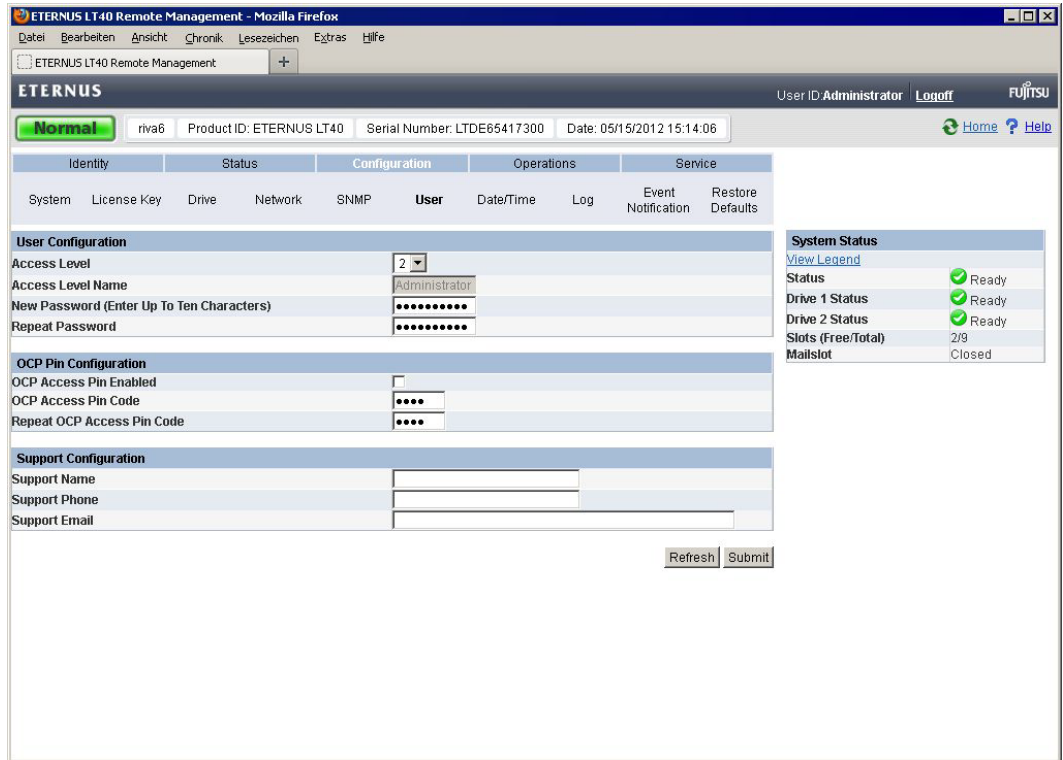 ETERNUS LT40 Remote Management - Mozilla Firefox
Datei Bearbeiten Ansicht Chronik Lesezeichen Extras Hilfe
ETERNUS LT40 Remote Management +
ETERNUS User ID:Administrator Logoff FUJITSU
Normal riva6 Product ID: ETERNUS LT40 Serial Number: LTDE65417300 Date: 05/15/2012 15:14:06 Home ? Help
Identity Status Configuration Operations Service
System License Key Drive Network SNMP User Date/Time Log Event Notification Restore Defaults
User Configuration
Access Level 2
Access Level Name Administrator
New Password (Enter Up To Ten Characters) ••••••••••
Repeat Password ••••••••••
OCP Pin Configuration
OCP Access Pin Enabled
OCP Access Pin Code ••••
Repeat OCP Access Pin Code ••••
Support Configuration
Support Name
Support Phone
Support Email
Refresh Submit
System Status
View Legend
Status Ready
Drive 1 Status Ready
Drive 2 Status Ready
Slots (Free/Total) 2/9
Mailslot Closed